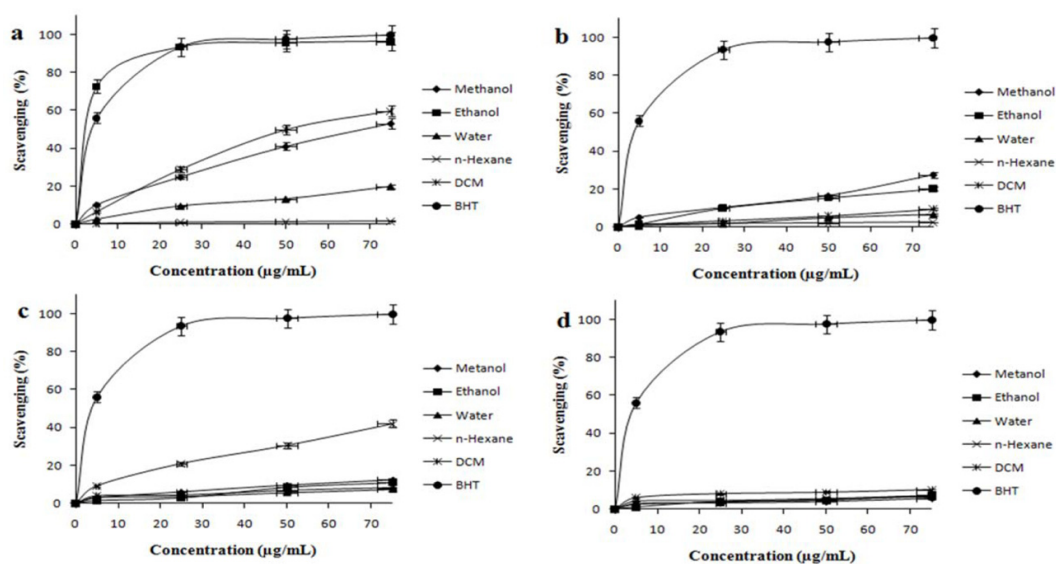 a
100
80
60
40
20
0
Scavenging (%)
0 10 20 30 40 50 60 70
Concentration (µg/mL)
Methanol
Ethanol
Water
n-Hexane
DCM
BHT
b
100
80
60
40
20
0
Scavenging (%)
0 10 20 30 40 50 60 70
Concentration (µg/mL)
Methanol
Ethanol
Water
n-Hexane
DCM
BHT
c
100
80
60
40
20
0
Scavenging (%)
0 10 20 30 40 50 60 70
Concentration (µg/mL)
Metanol
Ethanol
Water
n-Hexane
DCM
BHT
d
100
80
60
40
20
0
Scavenging (%)
0 10 20 30 40 50 60 70
Concentration (µg/mL)
Metanol
Ethanol
Water
n-Hexane
DCM
BHT